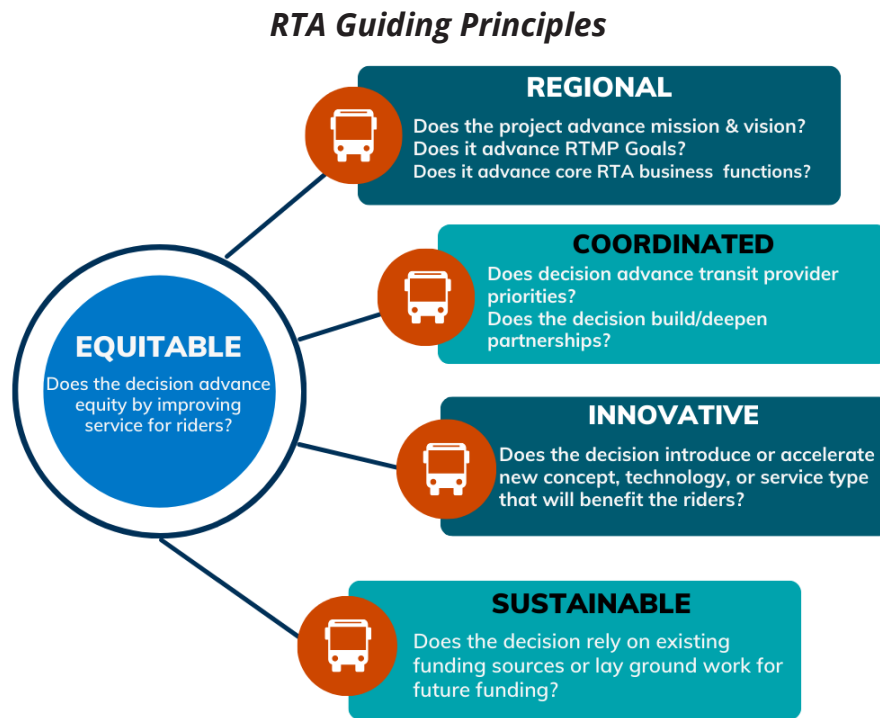 RTA Guiding Principles
REGIONAL
Does the project advance mission & vision?
Does it advance RTMP Goals?
Does it advance core RTA business functions?
COORDINATED
Does decision advance transit provider
priorities?
Does the decision build/deepen
partnerships?
EQUITABLE
Does the decision advance
equity by improving
service for riders?
INNOVATIVE
Does the decision introduce or accelerate
new concept, technology, or service type
that will benefit the riders?
SUSTAINABLE
Does the decision rely on existing
funding sources or lay ground work for
future funding?